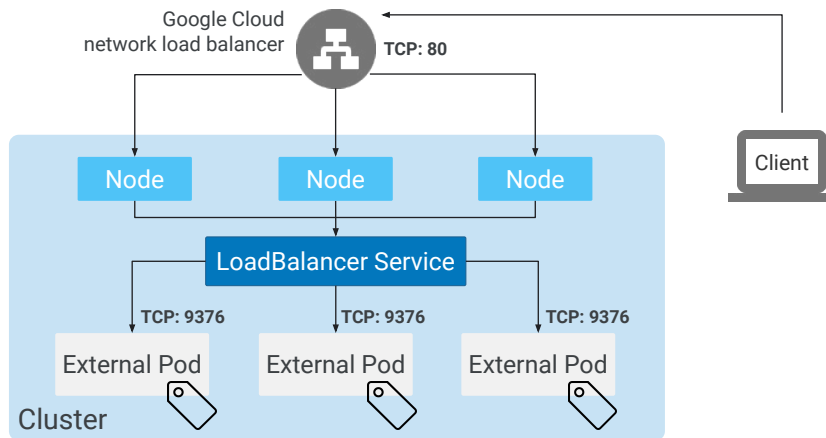 Google Cloud
network load balancer
TCP: 80
Client
Node
Node
Node
LoadBalancer Service
TCP: 9376
TCP: 9376
TCP: 9376
External Pod
External Pod
External Pod
Cluster